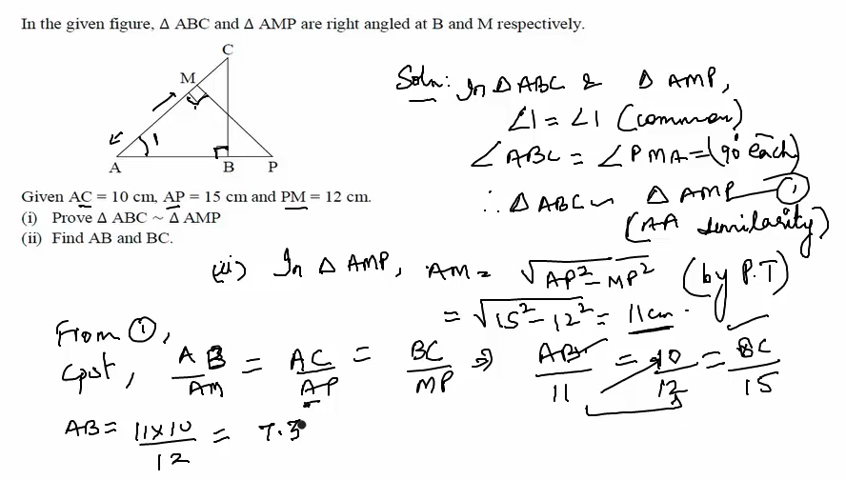 In the given figure, Δ ABC and Δ AMP are right angled at B and M respectively.
C
M
1
A
B
P
Given AC = 10 cm, AP = 15 cm and PM = 12 cm.
(i) Prove Δ ABC ~ Δ AMP
(ii) Find AB and BC.
Soln: In Δ ABC & Δ AMP,
∠1 = ∠1 (common)
∠ABC = ∠PMA = (90° each)
∴ Δ ABC ~ Δ AMP — ①
(AA similarity)
(ii) In Δ AMP, AM = √AP² - MP² (by P.T)
= √15² - 12² = 11cm.
From ①,
cpst, AB/AM = AC/AP = BC/MP ⇒ AB/11 = 10/12 = BC/15
AB = 11×10/12 = 7.3